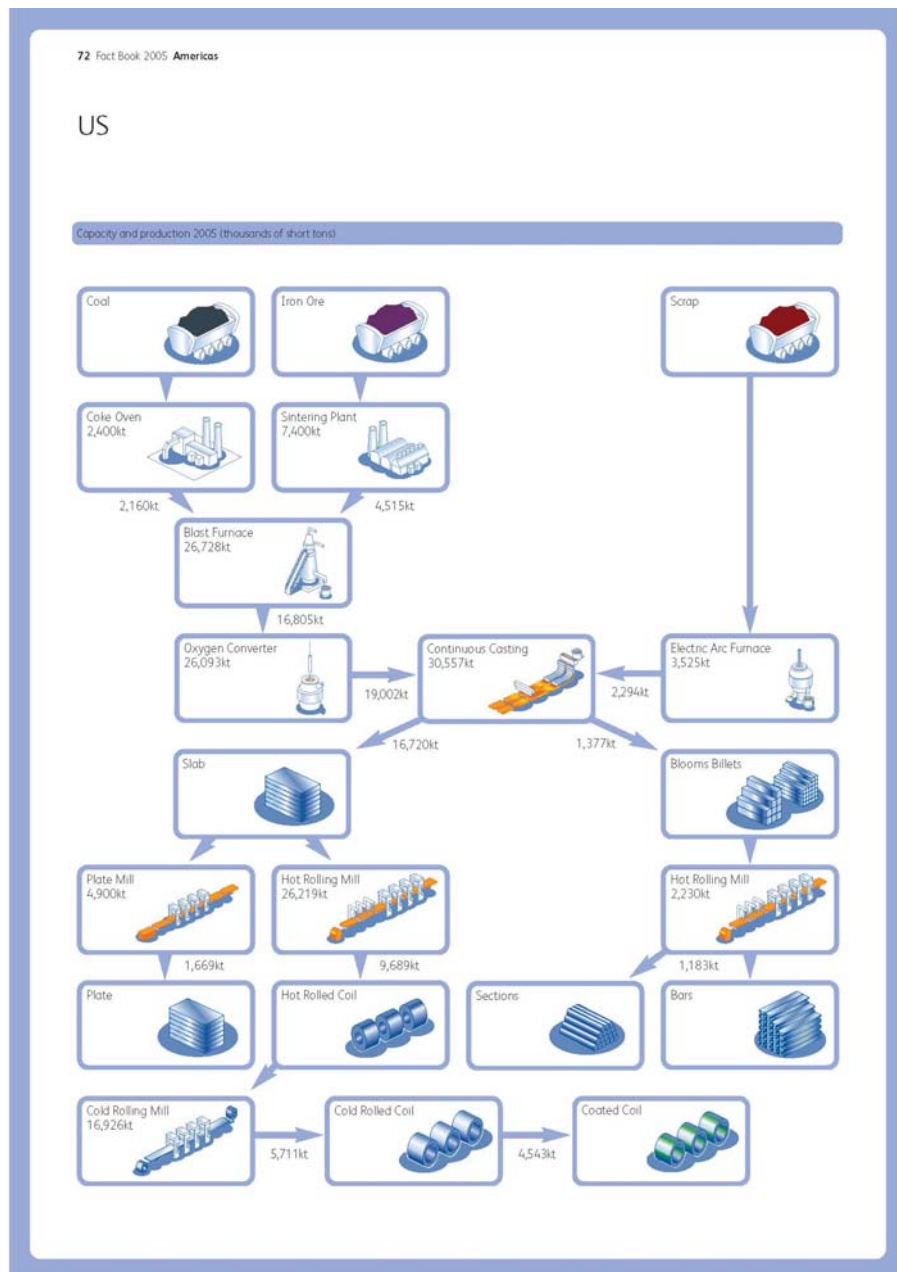 72 Fact Book 2005 Americas
US
Capacity and production 2005 (thousands of short tons)
Coal
Iron Ore
Scrap
Coke Oven
2,400kt
Sintering Plant
7,400kt
2,160kt
4,515kt
Blast Furnace
26,728kt
16,805kt
Oxygen Converter
26,093kt
Continuous Casting
30,557kt
Electric Arc Furnace
3,525kt
19,002kt
2,294kt
16,720kt
1,377kt
Slab
Blooms Billets
Plate Mill
4,900kt
Hot Rolling Mill
26,219kt
Hot Rolling Mill
2,230kt
1,669kt
9,689kt
1,183kt
Plate
Hot Rolled Coil
Sections
Bars
Cold Rolling Mill
16,926kt
Cold Rolled Coil
Coated Coil
5,711kt
4,543kt